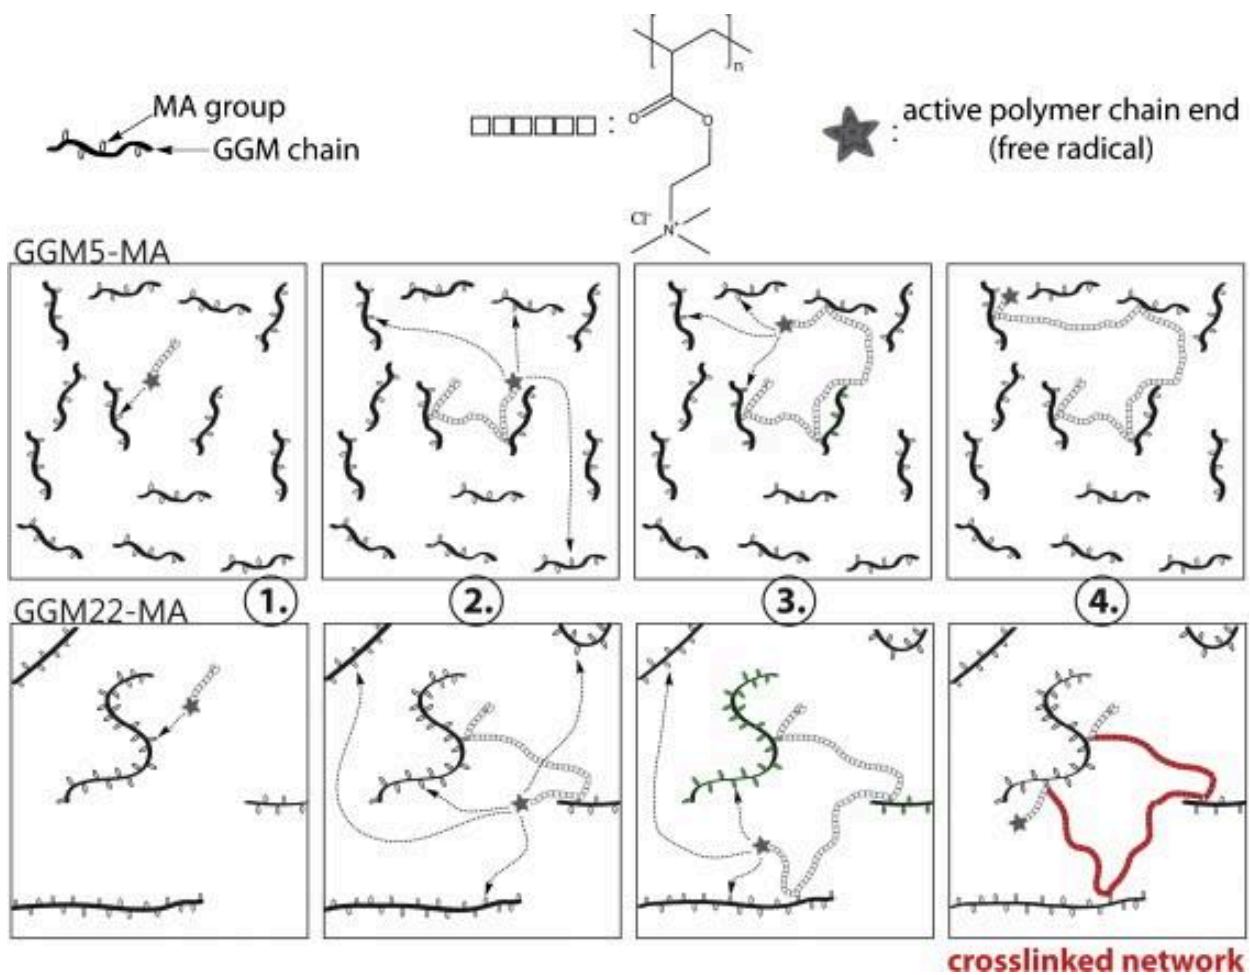 MA group
GGM chain
:
n
O
O
Cl-
N+
:
active polymer chain end
(free radical)
GGM5-MA
1.
2.
3.
4.
GGM22-MA
crosslinked network